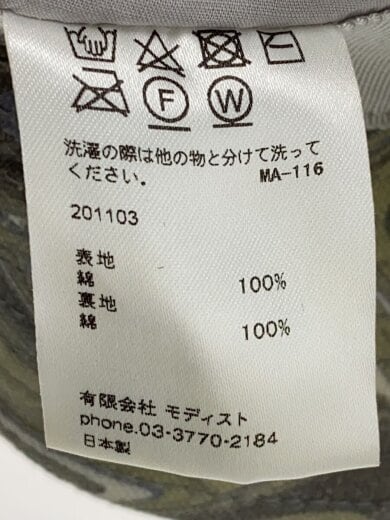 F W
洗濯の際は他の物と分けて洗って
ください。 MA-116
201103
表地
綿 100%
裏地
綿 100%
有限会社 モディスト
phone.03-3770-2184
日本製